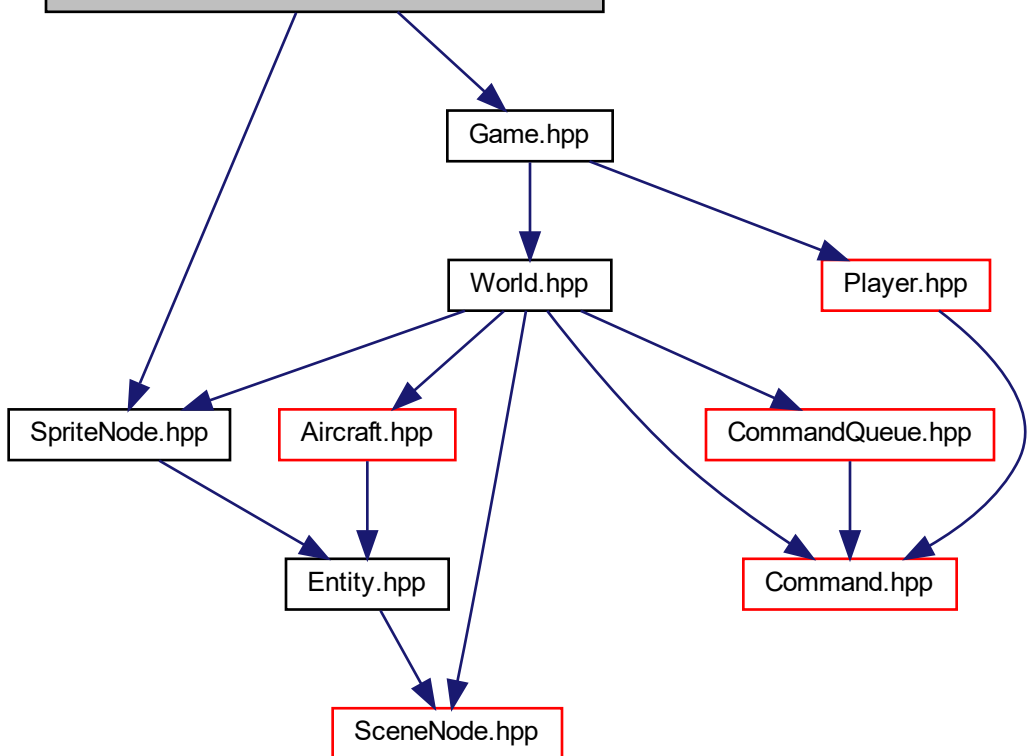 Game.hpp
World.hpp
Player.hpp
SpriteNode.hpp
Aircraft.hpp
CommandQueue.hpp
Entity.hpp
Command.hpp
SceneNode.hpp